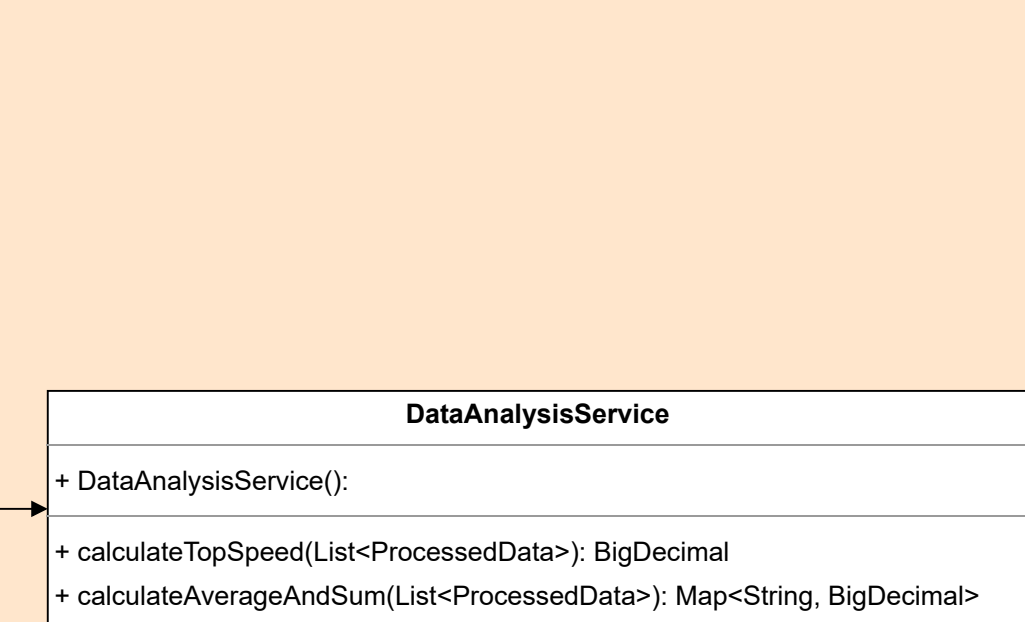 DataAnalysisService
+ DataAnalysisService():
+ calculateTopSpeed(List<ProcessedData>): BigDecimal
+ calculateAverageAndSum(List<ProcessedData>): Map<String, BigDecimal>